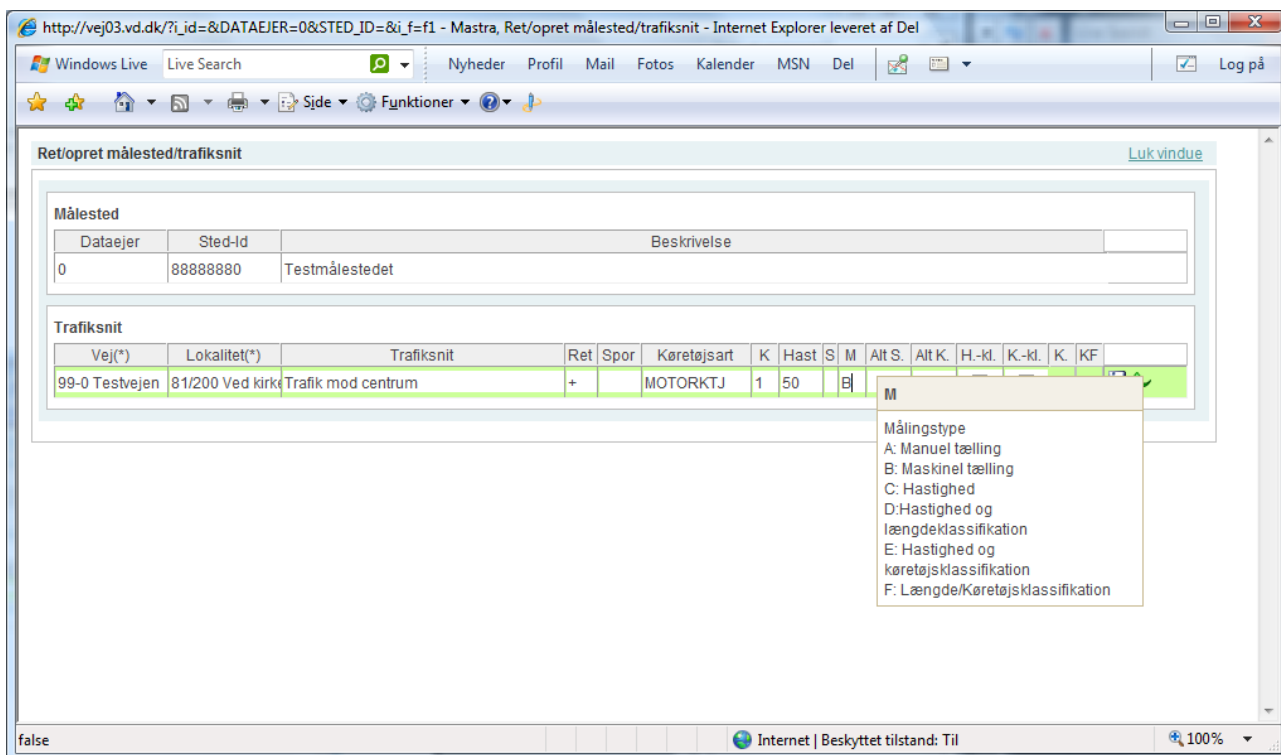 http://vej03.vd.dk/?i_id=&DATAEJER=0&STED_ID=&i_f=f1 - Mastra, Ret/opret målested/trafiksnit - Internet Explorer leveret af Del
Windows Live Live Search Nyheder Profil Mail Fotos Kalender MSN Del Log på
Side Funktioner
Ret/opret målested/trafiksnit Luk vindue
Målested
Dataejer Sted-Id Beskrivelse
0 88888880 Testmålestedet
Trafiksnit
Vej(*) Lokalitet(*) Trafiksnit Ret Spor Køretøjsart K Hast S M Alt S. Alt K. H.-kl. K.-kl. K. KF
99-0 Testvejen 81/200 Ved kirke Trafik mod centrum + MOTORKTJ 1 50 B
M
Målingstype
A: Manuel tælling
B: Maskinel tælling
C: Hastighed
D:Hastighed og
længdeklassifikation
E: Hastighed og
køretøjsklassifikation
F: Længde/Køretøjsklassifikation
false Internet | Beskyttet tilstand: Til 100%